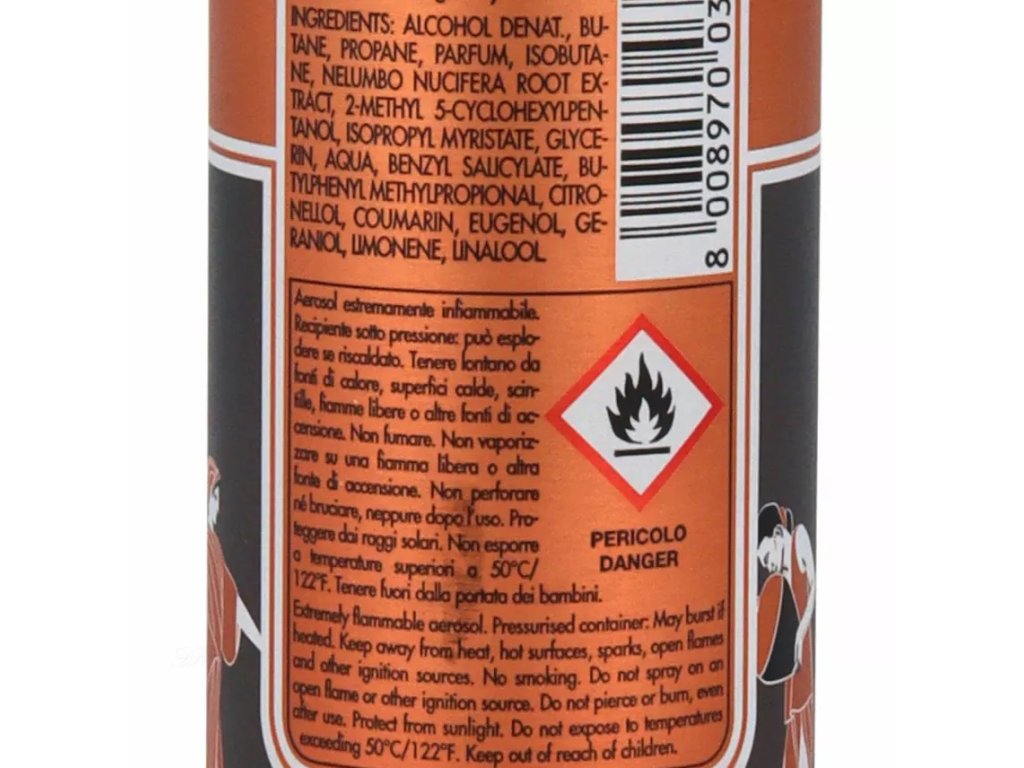 INGREDIENTS: ALCOHOL DENAT., BU-
TANE, PROPANE, PARFUM, ISOBUTA-
NE, NELUMBO NUCIFERA ROOT EX-
TRACT, 2-METHYL 5-CYCLOHEXYLPEN-
TANOL, ISOPROPYL MYRISTATE, GLYCE-
RIN, AQUA, BENZYL SALICYLATE, BU-
TYLPHENYL METHYLPROPIONAL, CITRO-
NELLOL, COUMARIN, EUGENOL, GE-
RANIOL, LIMONENE, LINALOOL.
8 008970 03
Aerosol estremamente infiammabile.
Recipiente sotto pressione: può esplo-
dere se riscaldato. Tenere lontano da
fonti di calore, superfici calde, scin-
tille, fiamme libere o altre fonti di ac-
censione. Non fumare. Non vaporiz-
zare su una fiamma libera o altra
fonte di accensione. Non perforare
né bruciare, neppure dopo l'uso. Pro-
teggere dai raggi solari. Non esporre
a temperature superiori a 50°C/
122°F. Tenere fuori dalla portata dei bambini.
PERICOLO
DANGER
Extremely flammable aerosol. Pressurised container: May burst if
heated. Keep away from heat, hot surfaces, sparks, open flames
and other ignition sources. No smoking. Do not spray on an
open flame or other ignition source. Do not pierce or burn, even
after use. Protect from sunlight. Do not expose to temperatures
exceeding 50°C/122°F. Keep out of reach of children.